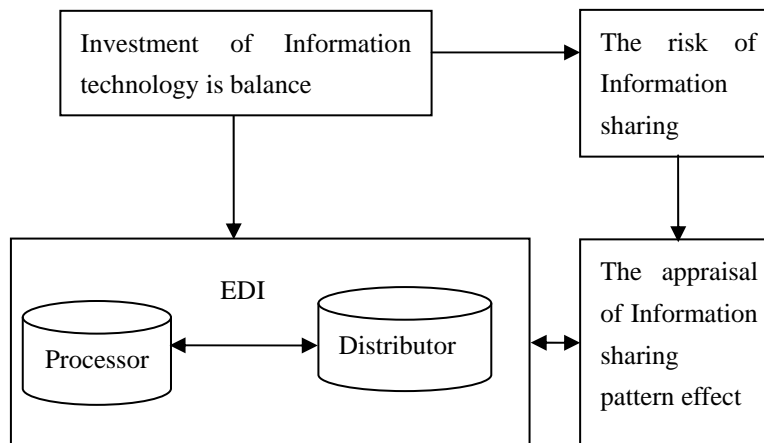 Investment of Information
technology is balance
The risk of
Information
sharing
EDI
Processor
Distributor
The appraisal
of Information
sharing
pattern effect